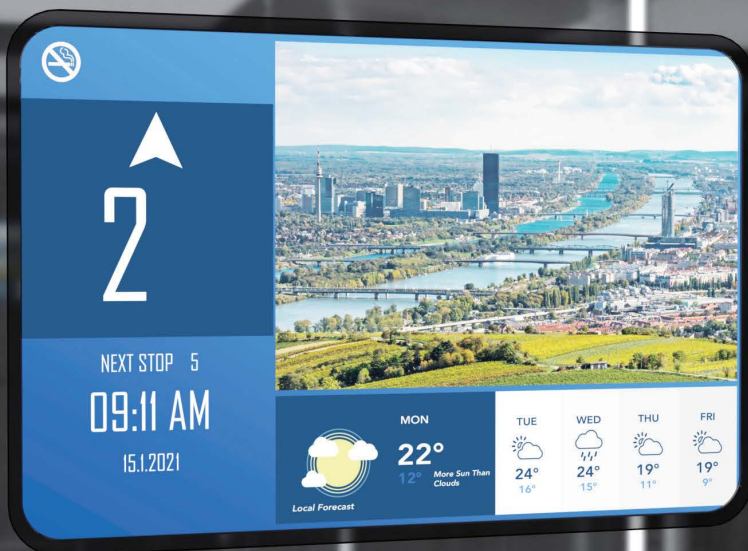 2
NEXT STOP 5
09:11 AM
15.1.2021
MON
22°
12°
More Sun Than
Clouds
Local Forecast
TUE
24°
16°
WED
24°
15°
THU
19°
11°
FRI
19°
9°